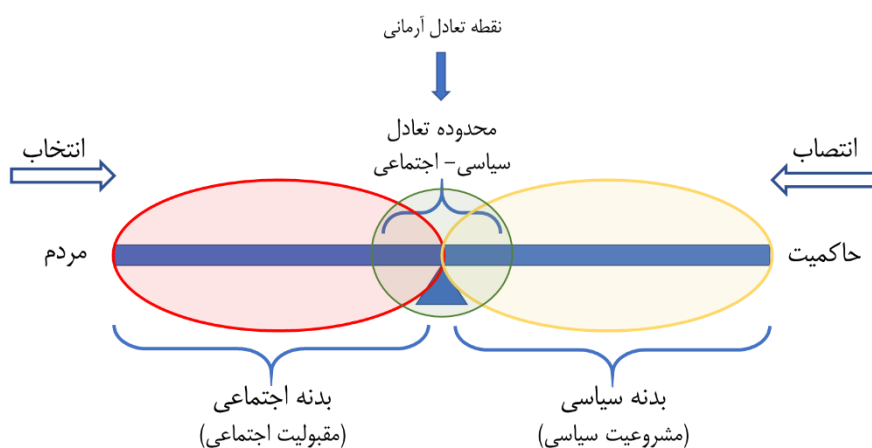 نقطه تعادل آرمانی
محدوده تعادل
سیاسی- اجتماعی
انتصاب
انتخاب
حاکمیت
مردم
بدنه سیاسی
(مشروعیت سیاسی)
بدنه اجتماعی
(مقبولیت اجتماعی)